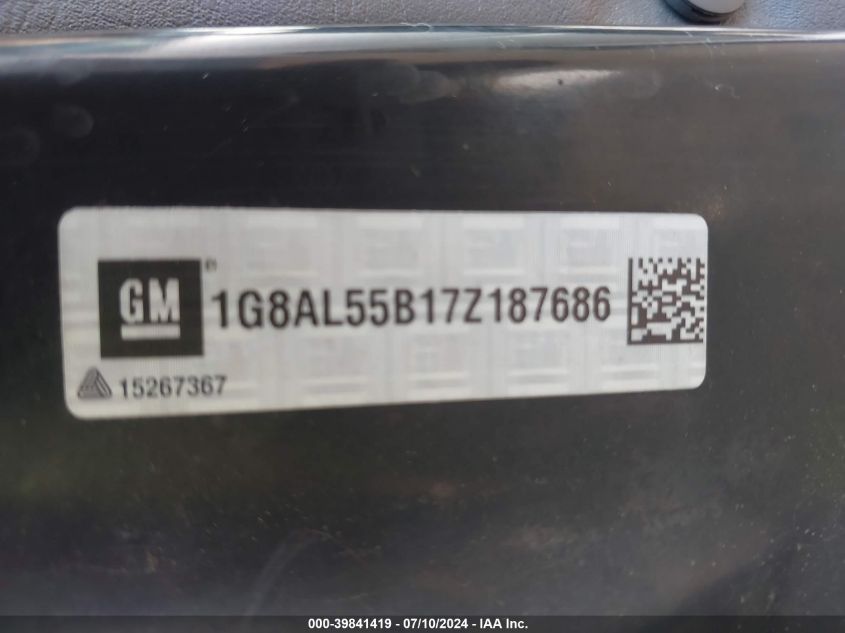 GM
1G8AL55B17Z187686
15267367
000-39841419 - 07/10/2024 - IAA Inc.